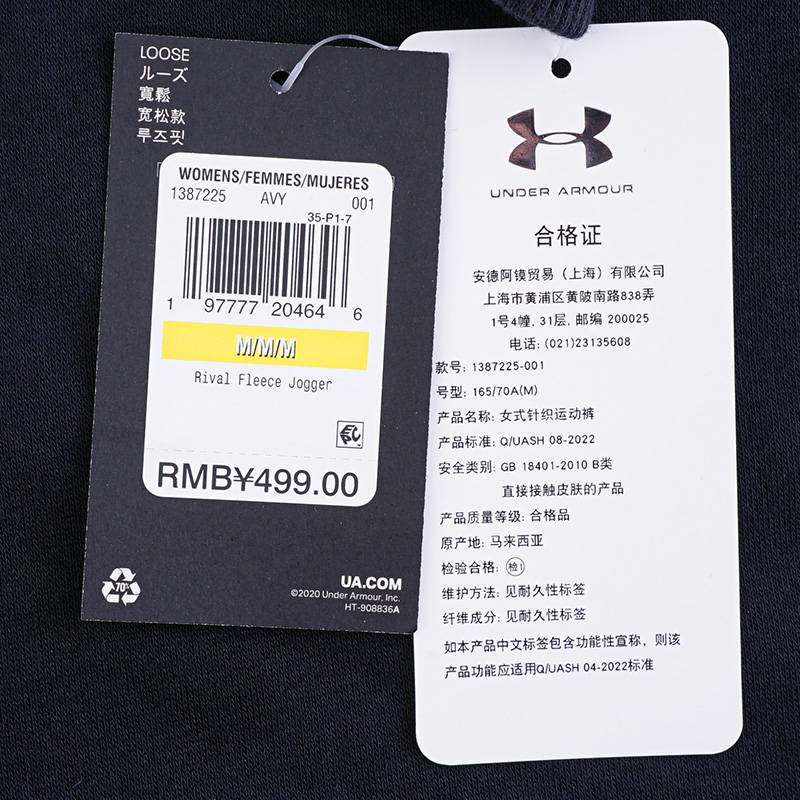 LOOSE
ルーズ
寬鬆
宽松款
루즈핏
WOMENS/FEMMES/MUJERES
1387225 AVY 001
35-P1-7
1 97777 20464 6
M/M/M
Rival Fleece Jogger
RMB¥499.00
70%
UA.COM
©2020 Under Armour, Inc.
HT-908836A
UNDER ARMOUR
合格证
安德阿镆贸易（上海）有限公司
上海市黄浦区黄陂南路838弄
1号4幢, 31层, 邮编 200025
电话: (021)23135608
款号: 1387225-001
号型: 165/70A(M)
产品名称: 女式针织运动裤
产品标准: Q/UASH 08-2022
安全类别: GB 18401-2010 B类
直接接触皮肤的产品
产品质量等级: 合格品
原产地: 马来西亚
检验合格: 检1
维护方法: 见耐久性标签
纤维成分: 见耐久性标签
如本产品中文标签包含功能性宣称，则该
产品功能应适用Q/UASH 04-2022标准